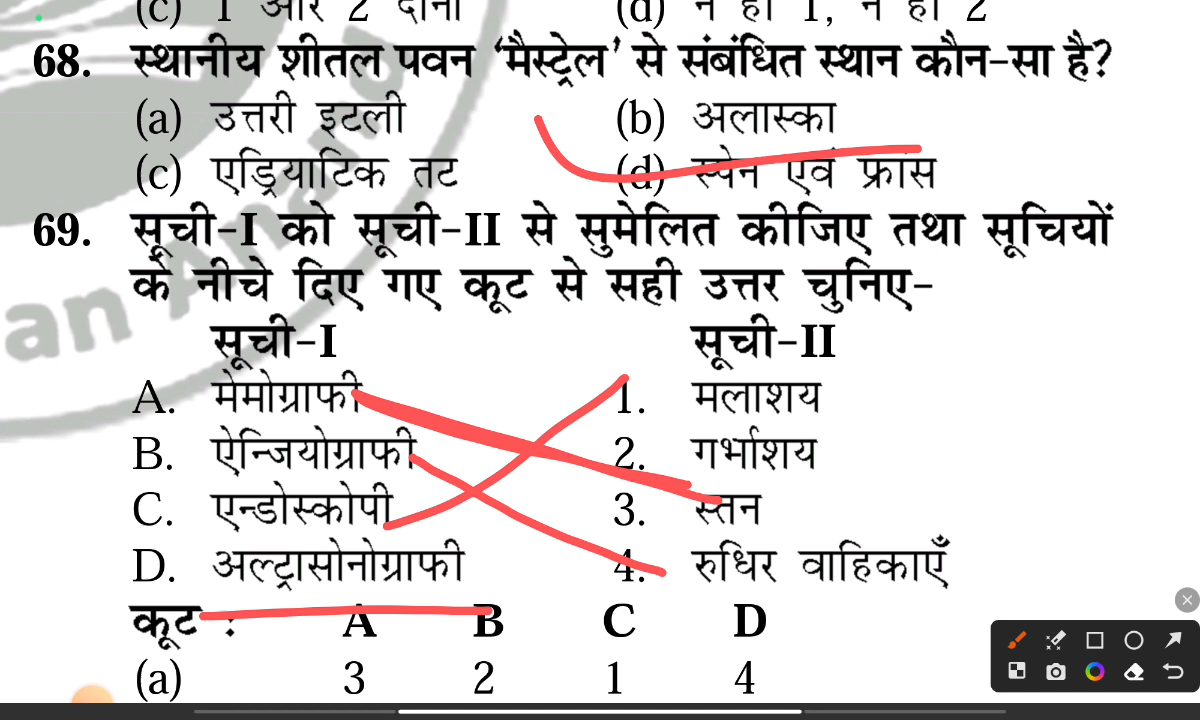 (c) 1 और 2 दोनों (d) न ही 1, न ही 2
68. स्थानीय शीतल पवन ‘मैस्ट्रेल’ से संबंधित स्थान कौन-सा है?
(a) उत्तरी इटली (b) अलास्का
(c) एड्रियाटिक तट (d) स्पेन एवं फ्रांस
69. सूची-I को सूची-II से सुमेलित कीजिए तथा सूचियों
के नीचे दिए गए कूट से सही उत्तर चुनिए-
सूची-I सूची-II
A. मेमोग्राफी 1. मलाशय
B. ऐन्जियोग्राफी 2. गर्भाशय
C. एन्डोस्कोपी 3. स्तन
D. अल्ट्रासोनोग्राफी 4. रुधिर वाहिकाएँ
कूट : A B C D
(a) 3 2 1 4